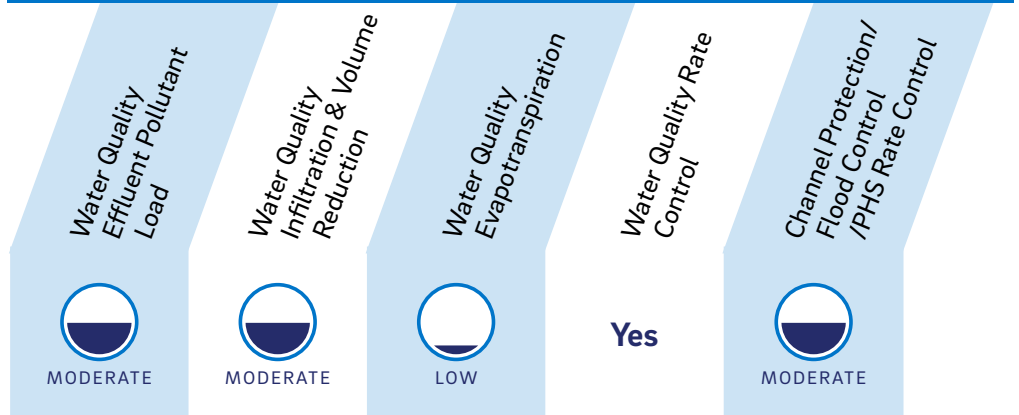 Water Quality
Effluent Pollutant
Load
Water Quality
Infiltration & Volume
Reduction
Water Quality
Evapotranspiration
Water Quality Rate
Control
Channel Protection/
Flood Control
/PHS Rate Control
MODERATE
MODERATE
LOW
Yes
MODERATE